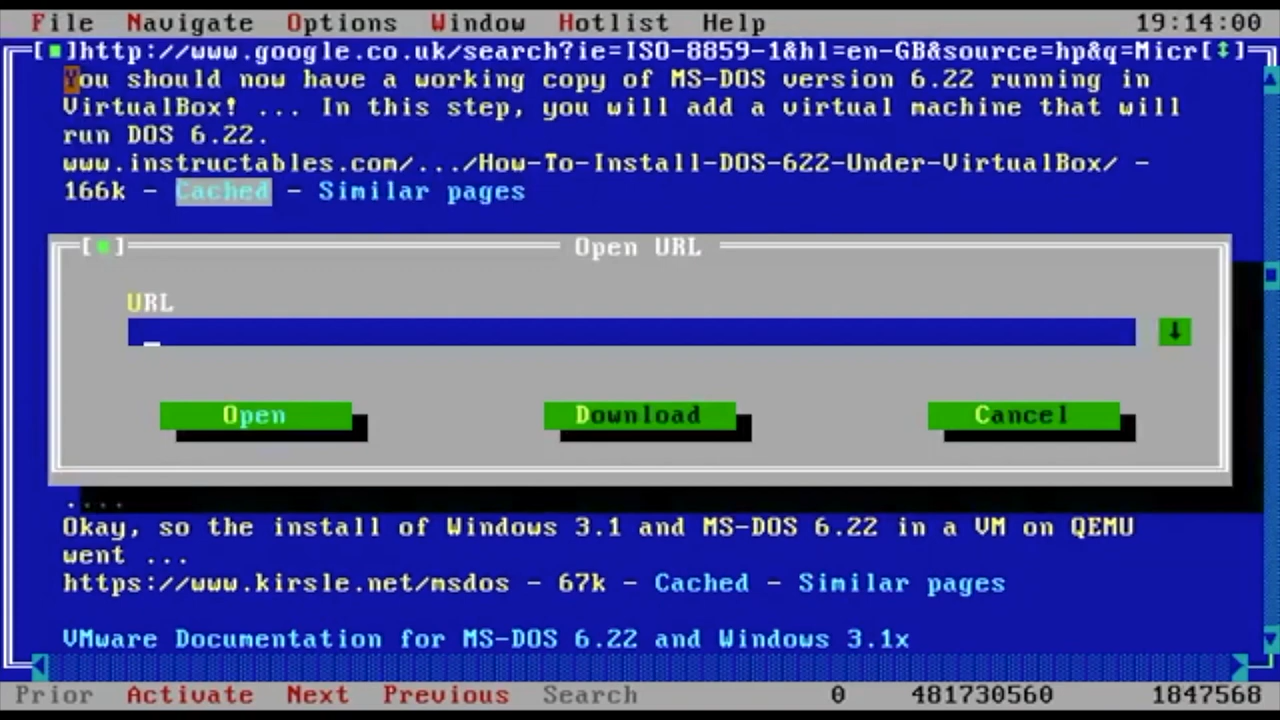 File Navigate Options Window Hotlist Help 19:14:00
[■]http://www.google.co.uk/search?ie=ISO-8859-1&hl=en-GB&source=hp&q=Micr[↕]
You should now have a working copy of MS-DOS version 6.22 running in
VirtualBox! ... In this step, you will add a virtual machine that will
run DOS 6.22.
www.instructables.com/.../How-To-Install-DOS-622-Under-VirtualBox/ -
166k - Cached - Similar pages
[■] Open URL
URL
Open Download Cancel
....
Okay, so the install of Windows 3.1 and MS-DOS 6.22 in a VM on QEMU
went ...
https://www.kirsle.net/msdos - 67k - Cached - Similar pages
VMware Documentation for MS-DOS 6.22 and Windows 3.1x
Prior Activate Next Previous Search 0 481730560 1847568